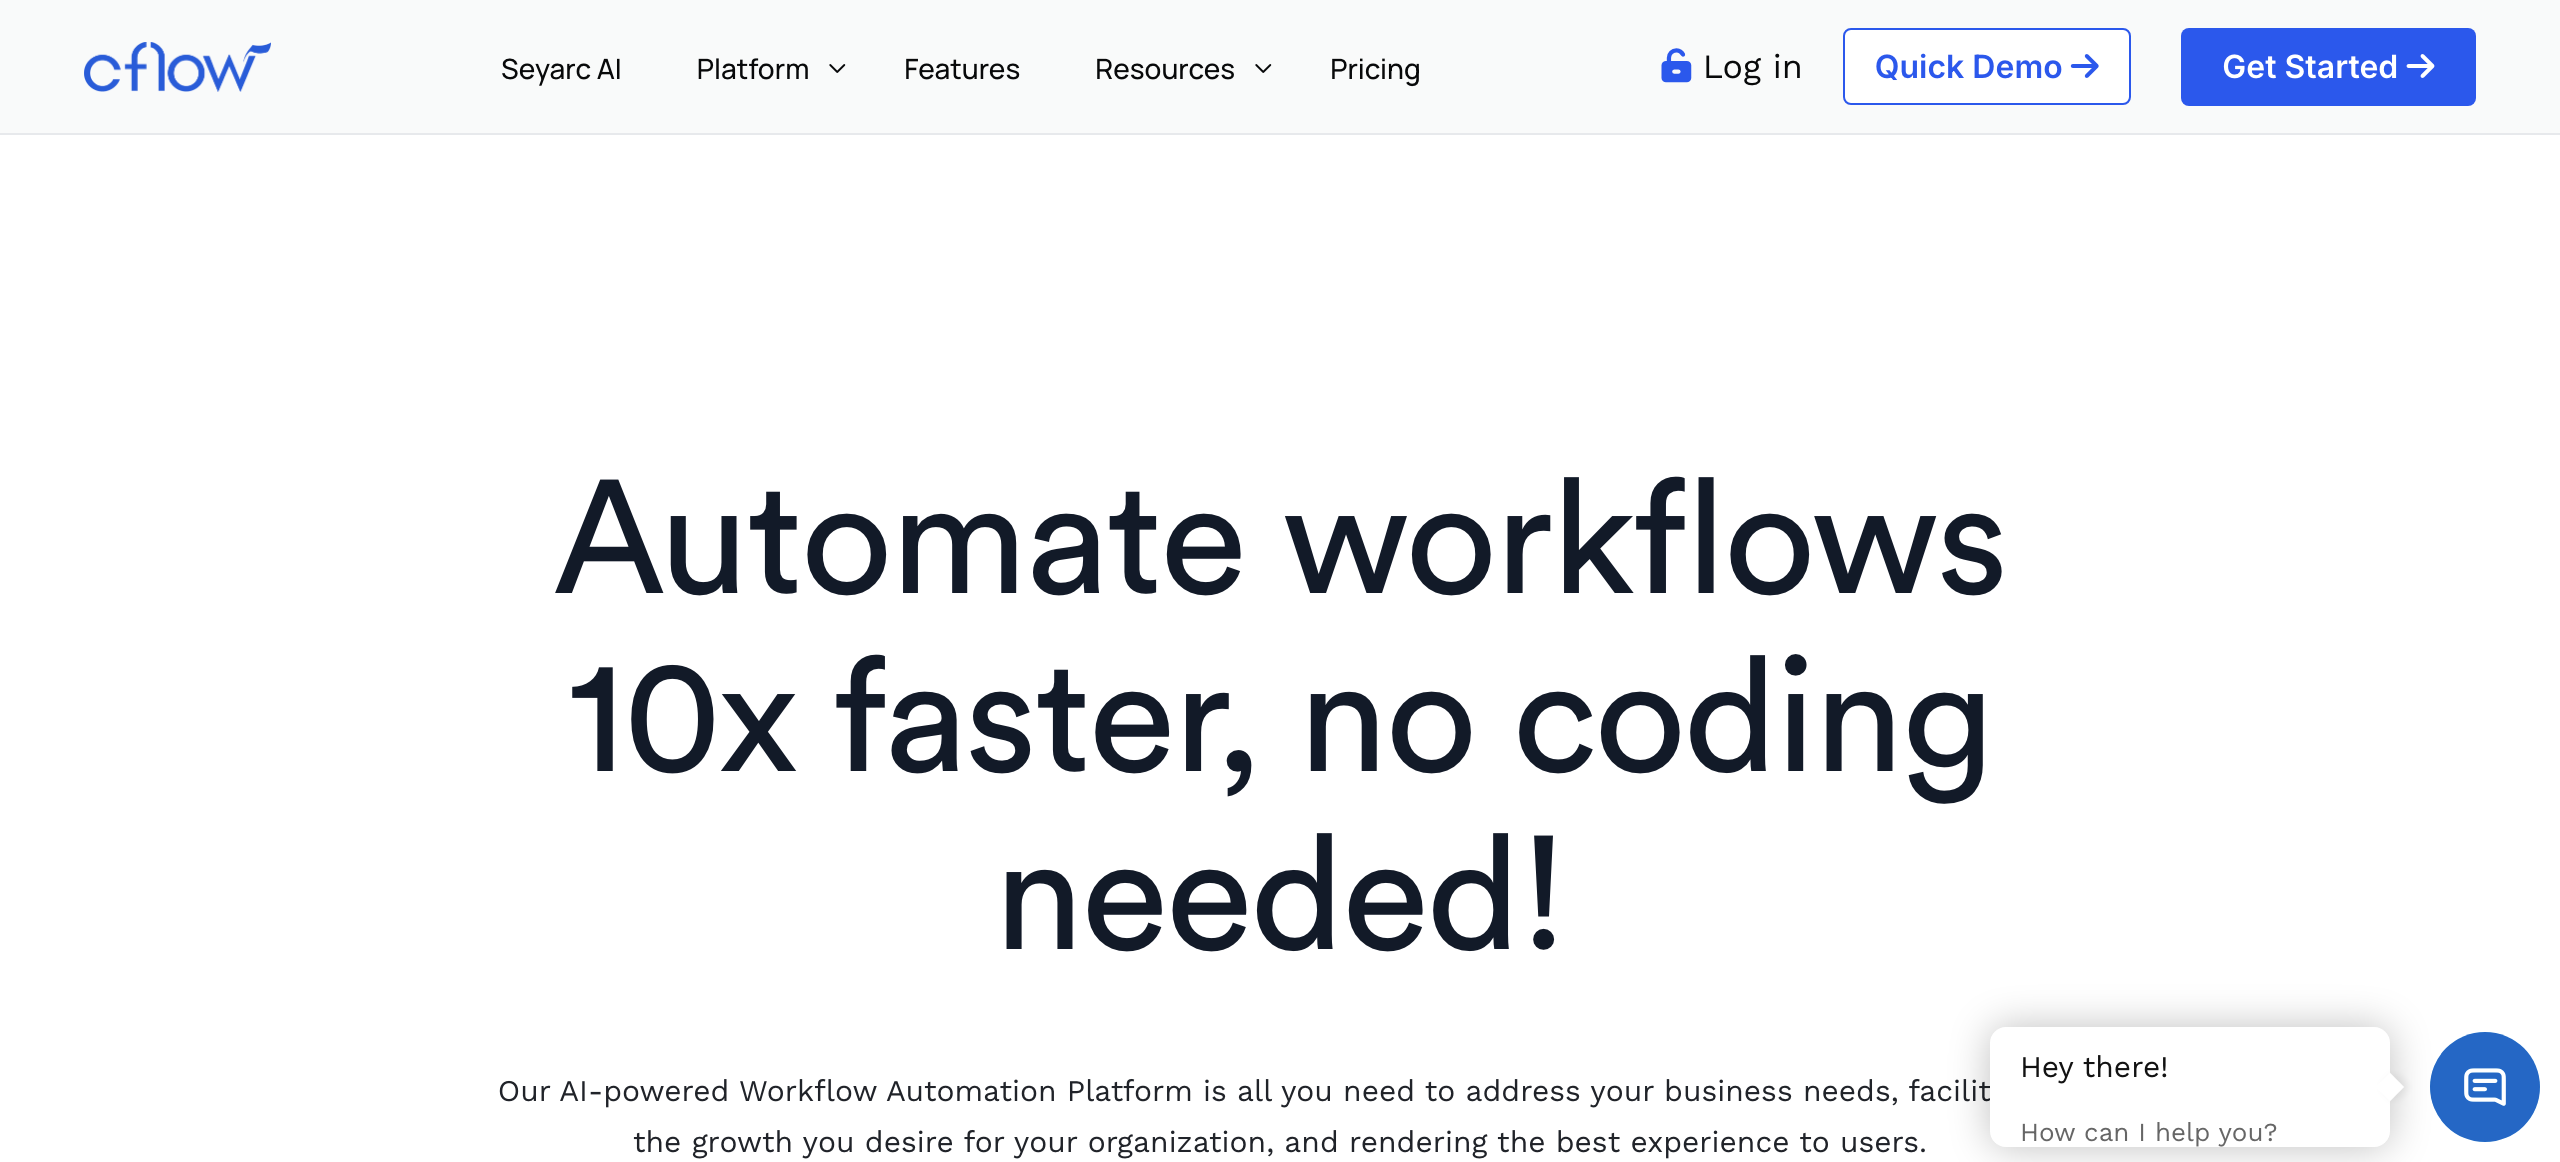 cflow
Seyarc AI
Platform
Features
Resources
Pricing
Log in
Quick Demo
Get Started
Automate workflows
10x faster, no coding
needed!
Our AI-powered Workflow Automation Platform is all you need to address your business needs,
the growth you desire for your organization, and rendering the best experience to users.
Hey there!
How can I help you?